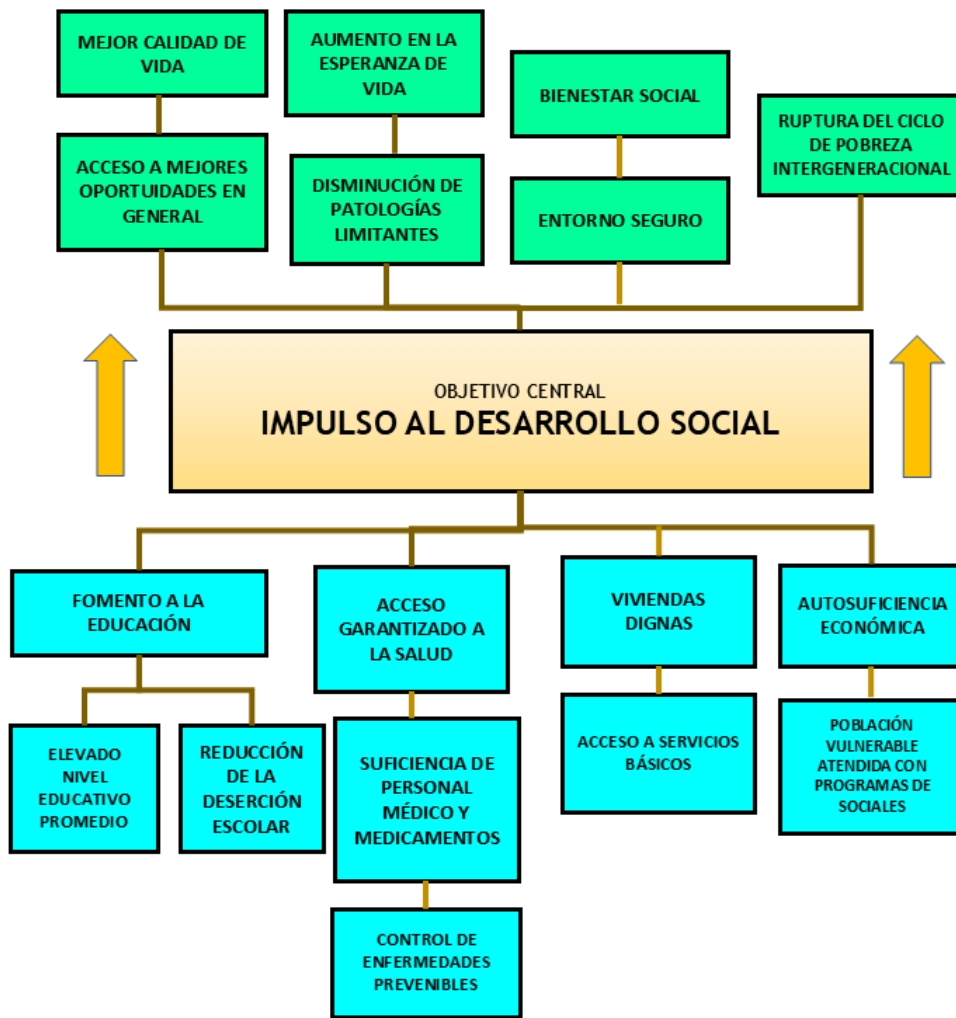 MEJOR CALIDAD DE
VIDA
AUMENTO EN LA
ESPERANZA DE
VIDA
BIENESTAR SOCIAL
RUPTURA DEL CICLO
DE POBREZA
INTERGENERACIONAL
ACCESO A MEJORES
OPORTUIDADES EN
GENERAL
DISMINUCIÓN DE
PATOLOGÍAS
LIMITANTES
ENTORNO SEGURO
OBJETIVO CENTRAL
IMPULSO AL DESARROLLO SOCIAL
FOMENTO A LA
EDUCACIÓN
ACCESO
GARANTIZADO A
LA SALUD
VIVIENDAS
DIGNAS
AUTOSUFICIENCIA
ECONÓMICA
ELEVADO
NIVEL
EDUCATIVO
PROMEDIO
REDUCCIÓN
DE LA
DESERCIÓN
ESCOLAR
SUFICIENCIA DE
PERSONAL
MÉDICO Y
MEDICAMENTOS
ACCESO A SERVICIOS
BÁSICOS
POBLACIÓN
VULNERABLE
ATENDIDA CON
PROGRAMAS DE
SOCIALES
CONTROL DE
ENFERMEDADES
PREVENIBLES